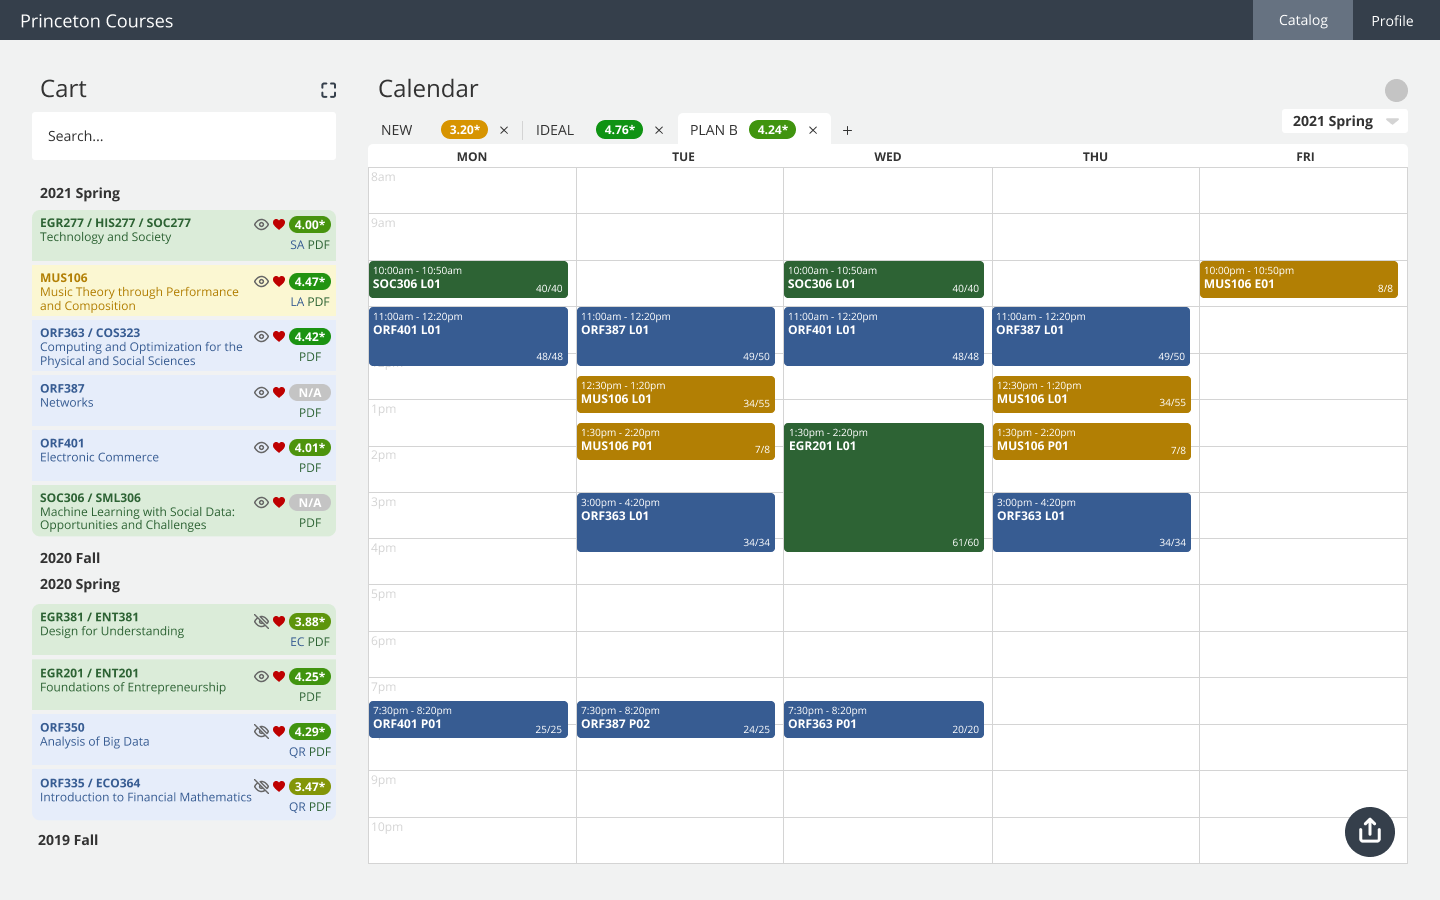 Princeton Courses
Catalog
Profile
Cart
Search...
2021 Spring
EGR277 / HIS277 / SOC277
4.00*
Technology and Society
SA PDF
MUS106
4.47*
Music Theory through Performance
and Composition
LA PDF
ORF363 / COS323
4.42*
Computing and Optimization for the
Physical and Social Sciences
PDF
ORF387
N/A
Networks
PDF
ORF401
4.01*
Electronic Commerce
PDF
SOC306 / SML306
N/A
Machine Learning with Social Data:
Opportunities and Challenges
PDF
2020 Fall
2020 Spring
EGR381 / ENT381
3.88*
Design for Understanding
EC PDF
EGR201 / ENT201
4.25*
Foundations of Entrepreneurship
PDF
ORF350
4.29*
Analysis of Big Data
QR PDF
ORF335 / ECO364
3.47*
Introduction to Financial Mathematics
QR PDF
2019 Fall
Calendar
NEW 3.20* ×
IDEAL 4.76* ×
PLAN B 4.24* ×
+
2021 Spring
MON TUE WED THU FRI
8am
9am
10:00am - 10:50am
SOC306 L01
40/40
10:00am - 10:50am
SOC306 L01
40/40
10:00pm - 10:50pm
MUS106 E01
8/8
11:00am - 12:20pm
ORF401 L01
48/48
11:00am - 12:20pm
ORF387 L01
49/50
11:00am - 12:20pm
ORF401 L01
48/48
11:00am - 12:20pm
ORF387 L01
49/50
12:30pm - 1:20pm
MUS106 L01
34/55
12:30pm - 1:20pm
MUS106 L01
34/55
1pm
1:30pm - 2:20pm
MUS106 P01
7/8
1:30pm - 2:20pm
EGR201 L01
61/60
1:30pm - 2:20pm
MUS106 P01
7/8
2pm
3pm
3:00pm - 4:20pm
ORF363 L01
34/34
3:00pm - 4:20pm
ORF363 L01
34/34
4pm
5pm
6pm
7pm
7:30pm - 8:20pm
ORF401 P01
25/25
7:30pm - 8:20pm
ORF387 P02
24/25
7:30pm - 8:20pm
ORF363 P01
20/20
9pm
10pm